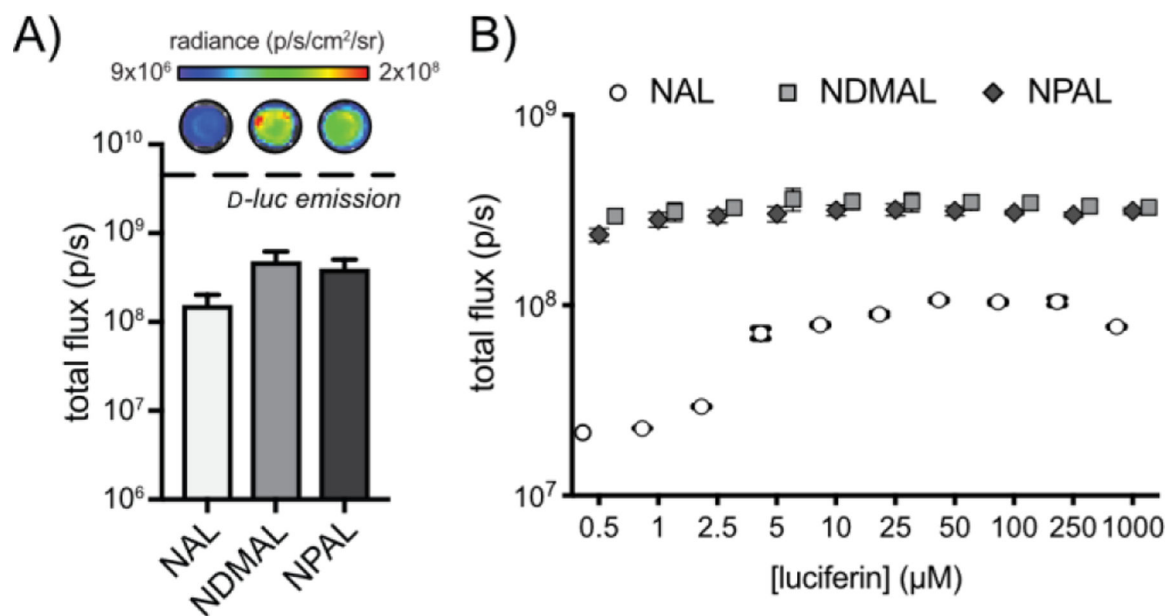 A)
radiance (p/s/cm²/sr)
9x10⁶ 2x10⁸
10¹⁰
D-luc emission
10⁹
10⁸
10⁷
10⁶
total flux (p/s)
NAL
NDMAL
NPAL
B)
NAL NDMAL NPAL
10⁹
10⁸
10⁷
total flux (p/s)
0.5 1 2.5 5 10 25 50 100 250 1000
[luciferin] (µM)